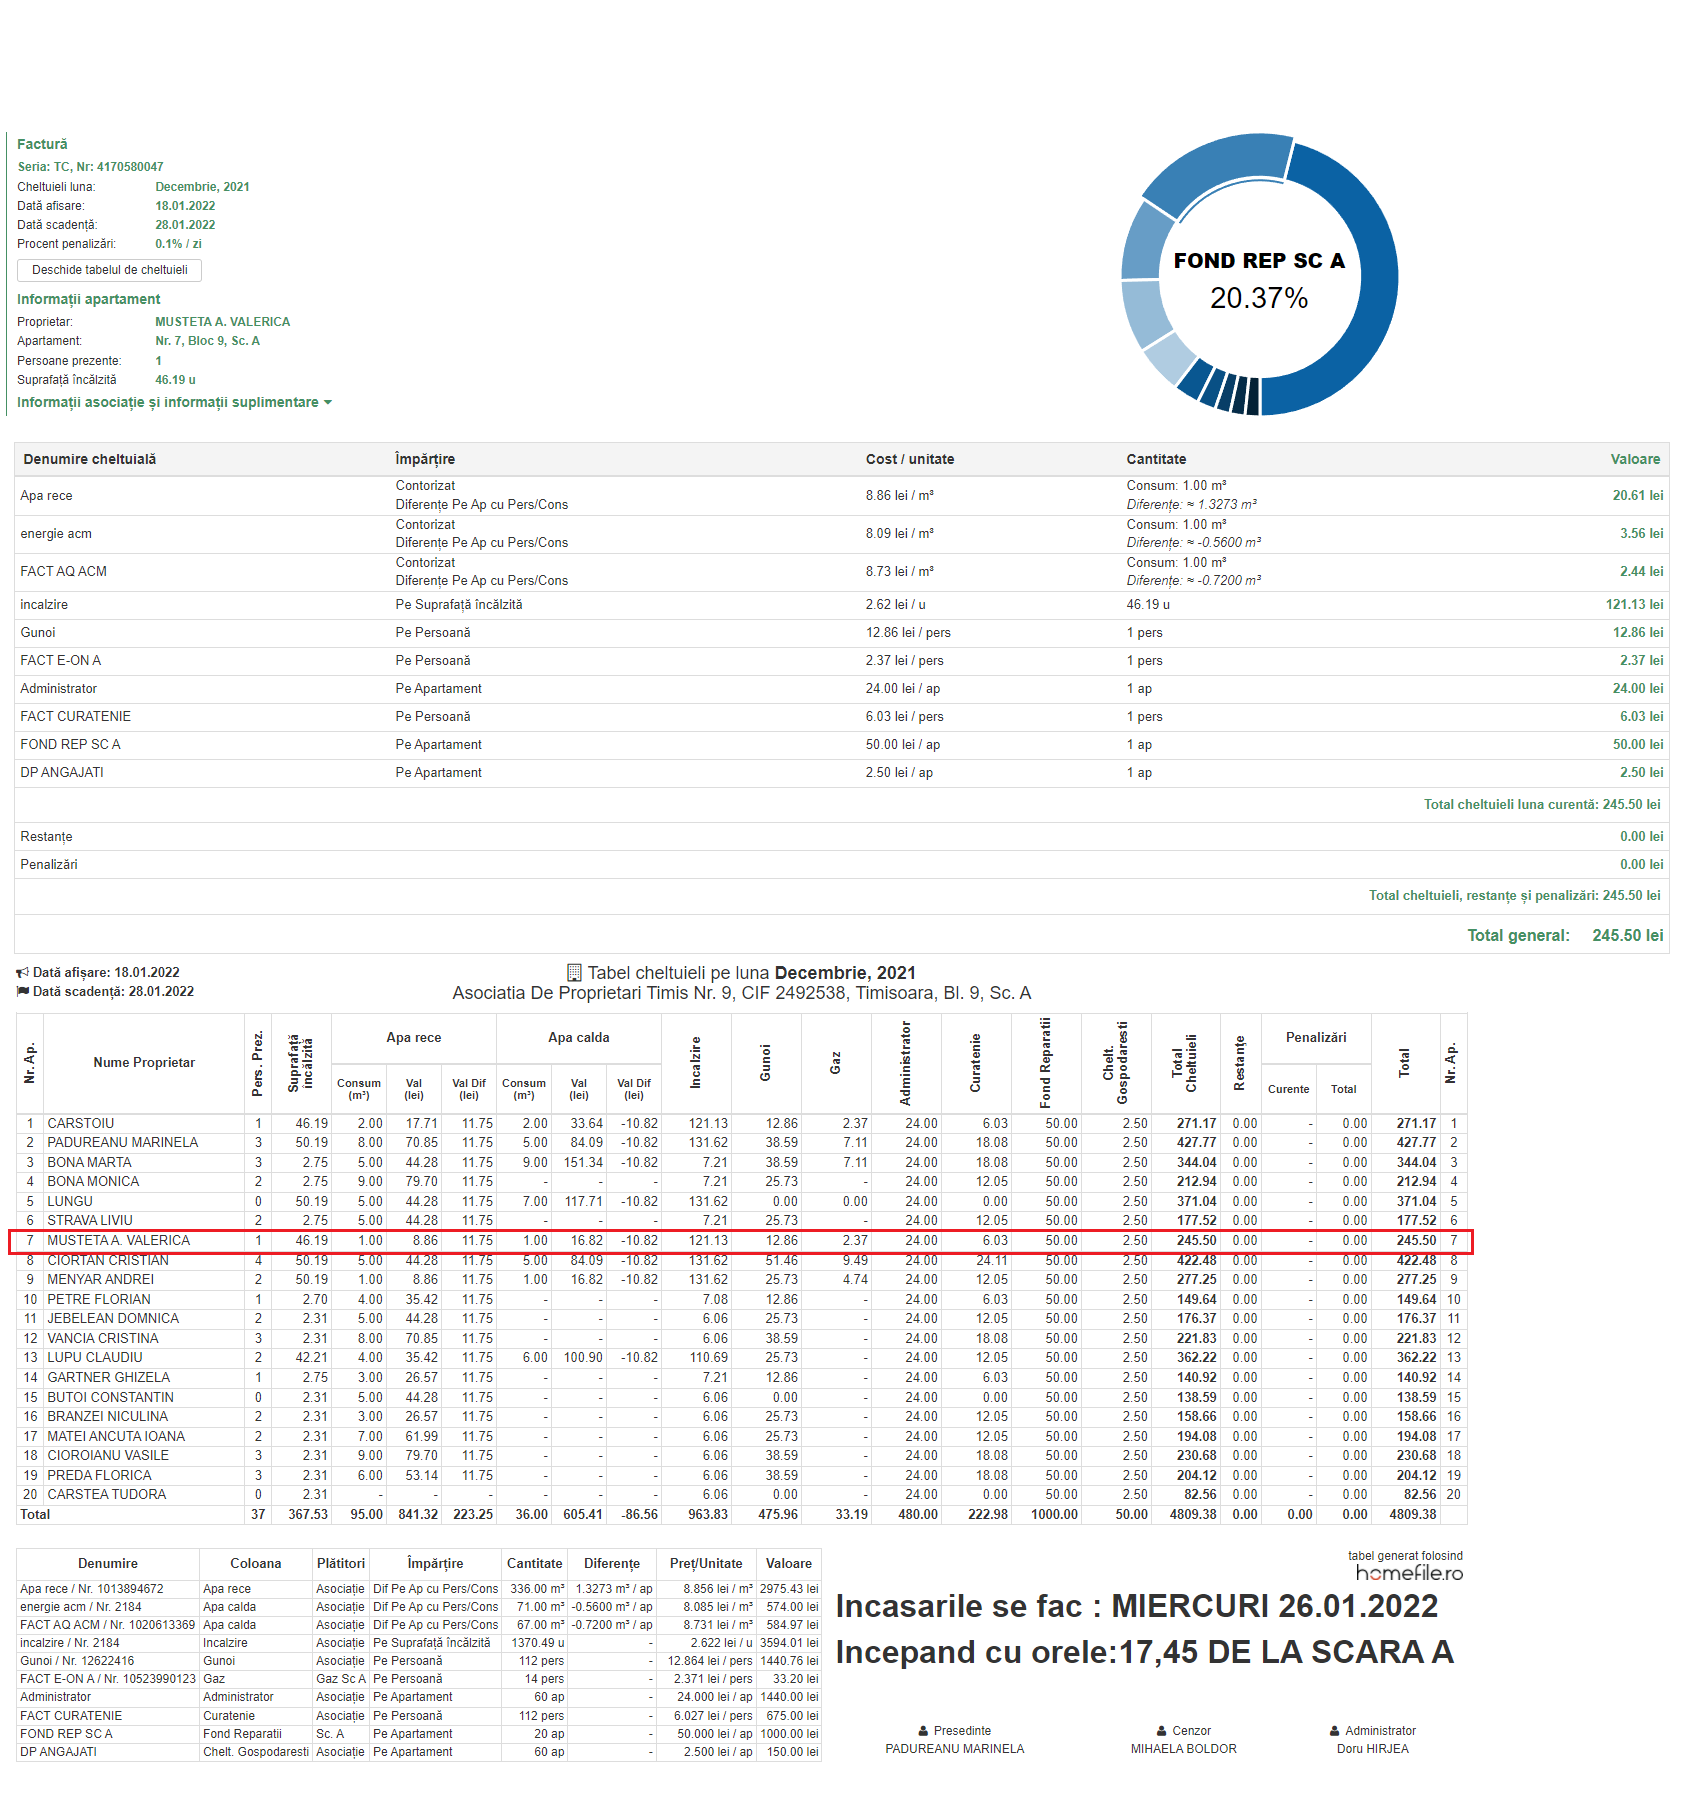 Factură
Seria: TC, Nr: 4170580047
Cheltuieli luna: Decembrie, 2021
Dată afisare: 18.01.2022
Dată scadență: 28.01.2022
Procent penalizări: 0.1% / zi
Deschide tabelul de cheltuieli
Informații apartament
Proprietar: MUSTETA A. VALERICA
Apartament: Nr. 7, Bloc 9, Sc. A
Persoane prezente: 1
Suprafață încălzită 46.19 u
Informații asociație și informații suplimentare
FOND REP SC A
20.37%
Denumire cheltuială Împărțire Cost / unitate Cantitate Valoare
Apa rece Contorizat Diferențe Pe Ap cu Pers/Cons 8.86 lei / m³ Consum: 1.00 m³ Diferențe: ≈ 1.3273 m³ 20.61 lei
energie acm Contorizat Diferențe Pe Ap cu Pers/Cons 8.09 lei / m³ Consum: 1.00 m³ Diferențe: ≈ -0.5600 m³ 3.56 lei
FACT AQ ACM Contorizat Diferențe Pe Ap cu Pers/Cons 8.73 lei / m³ Consum: 1.00 m³ Diferențe: ≈ -0.7200 m³ 2.44 lei
incalzire Pe Suprafață încălzită 2.62 lei / u 46.19 u 121.13 lei
Gunoi Pe Persoană 12.86 lei / pers 1 pers 12.86 lei
FACT E-ON A Pe Persoană 2.37 lei / pers 1 pers 2.37 lei
Administrator Pe Apartament 24.00 lei / ap 1 ap 24.00 lei
FACT CURATENIE Pe Persoană 6.03 lei / pers 1 pers 6.03 lei
FOND REP SC A Pe Apartament 50.00 lei / ap 1 ap 50.00 lei
DP ANGAJATI Pe Apartament 2.50 lei / ap 1 ap 2.50 lei
Total cheltuieli luna curentă: 245.50 lei
Restanțe 0.00 lei
Penalizări 0.00 lei
Total cheltuieli, restanțe și penalizări: 245.50 lei
Total general: 245.50 lei
Dată afișare: 18.01.2022
Dată scadență: 28.01.2022
Tabel cheltuieli pe luna Decembrie, 2021
Asociatia De Proprietari Timis Nr. 9, CIF 2492538, Timisoara, Bl. 9, Sc. A
Nr. Ap. Nume Proprietar Pers. Prez. Suprafață încălzită Apa rece Apa calda Incalzire Gunoi Gaz Administrator Curatenie Fond Reparatii Chelt. Gospodaresti Total Cheltuieli Restanțe Penalizări Total Nr. Ap.
Consum (m³) Val (lei) Val Dif (lei) Consum (m³) Val (lei) Val Dif (lei) Curente Total
1 CARSTOIU 1 46.19 2.00 17.71 11.75 2.00 33.64 -10.82 121.13 12.86 2.37 24.00 6.03 50.00 2.50 271.17 0.00 - 0.00 271.17 1
2 PADUREANU MARINELA 3 50.19 8.00 70.85 11.75 5.00 84.09 -10.82 131.62 38.59 7.11 24.00 18.08 50.00 2.50 427.77 0.00 - 0.00 427.77 2
3 BONA MARTA 3 2.75 5.00 44.28 11.75 9.00 151.34 -10.82 7.21 38.59 7.11 24.00 18.08 50.00 2.50 344.04 0.00 - 0.00 344.04 3
4 BONA MONICA 2 2.75 9.00 79.70 11.75 - - - 7.21 25.73 - 24.00 12.05 50.00 2.50 212.94 0.00 - 0.00 212.94 4
5 LUNGU 0 50.19 5.00 44.28 11.75 7.00 117.71 -10.82 131.62 0.00 0.00 24.00 0.00 50.00 2.50 371.04 0.00 - 0.00 371.04 5
6 STRAVA LIVIU 2 2.75 5.00 44.28 11.75 - - - 7.21 25.73 - 24.00 12.05 50.00 2.50 177.52 0.00 - 0.00 177.52 6
7 MUSTETA A. VALERICA 1 46.19 1.00 8.86 11.75 1.00 16.82 -10.82 121.13 12.86 2.37 24.00 6.03 50.00 2.50 245.50 0.00 - 0.00 245.50 7
8 CIORTAN CRISTIAN 4 50.19 5.00 44.28 11.75 5.00 84.09 -10.82 131.62 51.46 9.49 24.00 24.11 50.00 2.50 422.48 0.00 - 0.00 422.48 8
9 MENYAR ANDREI 2 50.19 1.00 8.86 11.75 1.00 16.82 -10.82 131.62 25.73 4.74 24.00 12.05 50.00 2.50 277.25 0.00 - 0.00 277.25 9
10 PETRE FLORIAN 1 2.70 4.00 35.42 11.75 - - - 7.08 12.86 - 24.00 6.03 50.00 2.50 149.64 0.00 - 0.00 149.64 10
11 JEBELEAN DOMNICA 2 2.31 5.00 44.28 11.75 - - - 6.06 25.73 - 24.00 12.05 50.00 2.50 176.37 0.00 - 0.00 176.37 11
12 VANCIA CRISTINA 3 2.31 8.00 70.85 11.75 - - - 6.06 38.59 - 24.00 18.08 50.00 2.50 221.83 0.00 - 0.00 221.83 12
13 LUPU CLAUDIU 2 42.21 4.00 35.42 11.75 6.00 100.90 -10.82 110.69 25.73 - 24.00 12.05 50.00 2.50 362.22 0.00 - 0.00 362.22 13
14 GARTNER GHIZELA 1 2.75 3.00 26.57 11.75 - - - 7.21 12.86 - 24.00 6.03 50.00 2.50 140.92 0.00 - 0.00 140.92 14
15 BUTOI CONSTANTIN 0 2.31 5.00 44.28 11.75 - - - 6.06 0.00 - 24.00 0.00 50.00 2.50 138.59 0.00 - 0.00 138.59 15
16 BRANZEI NICULINA 2 2.31 3.00 26.57 11.75 - - - 6.06 25.73 - 24.00 12.05 50.00 2.50 158.66 0.00 - 0.00 158.66 16
17 MATEI ANCUTA IOANA 2 2.31 7.00 61.99 11.75 - - - 6.06 25.73 - 24.00 12.05 50.00 2.50 194.08 0.00 - 0.00 194.08 17
18 CIOROIANU VASILE 3 2.31 9.00 79.70 11.75 - - - 6.06 38.59 - 24.00 18.08 50.00 2.50 230.68 0.00 - 0.00 230.68 18
19 PREDA FLORICA 3 2.31 6.00 53.14 11.75 - - - 6.06 38.59 - 24.00 18.08 50.00 2.50 204.12 0.00 - 0.00 204.12 19
20 CARSTEA TUDORA 0 2.31 - - - - - - 6.06 0.00 - 24.00 0.00 50.00 2.50 82.56 0.00 - 0.00 82.56 20
Total 37 367.53 95.00 841.32 223.25 36.00 605.41 -86.56 963.83 475.96 33.19 480.00 222.98 1000.00 50.00 4809.38 0.00 0.00 0.00 4809.38
Denumire Coloana Plătitori Împărțire Cantitate Diferențe Preț/Unitate Valoare
Apa rece / Nr. 1013894672 Apa rece Asociație Dif Pe Ap cu Pers/Cons 336.00 m³ 1.3273 m³ / ap 8.856 lei / m³ 2975.43 lei
energie acm / Nr. 2184 Apa calda Asociație Dif Pe Ap cu Pers/Cons 71.00 m³ -0.5600 m³ / ap 8.085 lei / m³ 574.00 lei
FACT AQ ACM / Nr. 1020613369 Apa calda Asociație Dif Pe Ap cu Pers/Cons 67.00 m³ -0.7200 m³ / ap 8.731 lei / m³ 584.97 lei
incalzire / Nr. 2184 Incalzire Asociație Pe Suprafață încălzită 1370.49 u - 2.622 lei / u 3594.01 lei
Gunoi / Nr. 12622416 Gunoi Asociație Pe Persoană 112 pers - 12.864 lei / pers 1440.76 lei
FACT E-ON A / Nr. 10523990123 Gaz Gaz Sc A Pe Persoană 14 pers - 2.371 lei / pers 33.20 lei
Administrator Administrator Asociație Pe Apartament 60 ap - 24.000 lei / ap 1440.00 lei
FACT CURATENIE Curatenie Asociație Pe Persoană 112 pers - 6.027 lei / pers 675.00 lei
FOND REP SC A Fond Reparatii Sc. A Pe Apartament 20 ap - 50.000 lei / ap 1000.00 lei
DP ANGAJATI Chelt. Gospodaresti Asociație Pe Apartament 60 ap - 2.500 lei / ap 150.00 lei
tabel generat folosind
homefile.ro
Incasarile se fac : MIERCURI 26.01.2022
Incepand cu orele:17,45 DE LA SCARA A
Presedinte Cenzor Administrator
PADUREANU MARINELA MIHAELA BOLDOR Doru HIRJEA